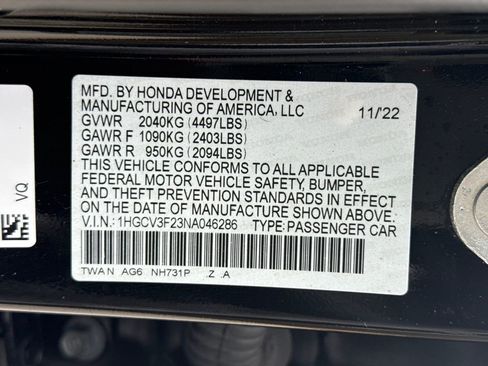 MFD. BY HONDA DEVELOPMENT &
MANUFACTURING OF AMERICA, LLC 11/'22
GVWR 2040KG (4497LBS)
GAWR F 1090KG (2403LBS)
GAWR R 950KG (2094LBS)
THIS VEHICLE CONFORMS TO ALL APPLICABLE
FEDERAL MOTOR VEHICLE SAFETY, BUMPER,
AND THEFT PREVENTION STANDARDS IN EFFECT
ON THE DATE OF MANUFACTURE SHOWN ABOVE.
V.I.N.: 1HGCV3F23NA046286 TYPE:PASSENGER CAR
TWA N AG6 NH731P .Z .A
VQ